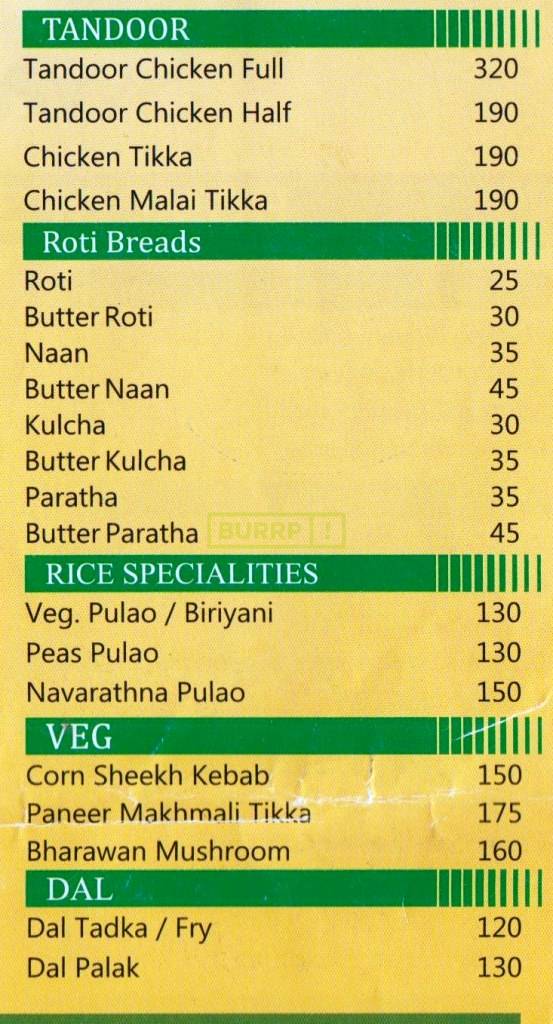 TANDOOR
Tandoor Chicken Full 320
Tandoor Chicken Half 190
Chicken Tikka 190
Chicken Malai Tikka 190
Roti Breads
Roti 25
Butter Roti 30
Naan 35
Butter Naan 45
Kulcha 30
Butter Kulcha 35
Paratha 35
Butter Paratha 45
BURRP!
RICE SPECIALITIES
Veg. Pulao / Biriyani 130
Peas Pulao 130
Navarathna Pulao 150
VEG
Corn Sheekh Kebab 150
Paneer Makhmali Tikka 175
Bharawan Mushroom 160
DAL
Dal Tadka / Fry 120
Dal Palak 130